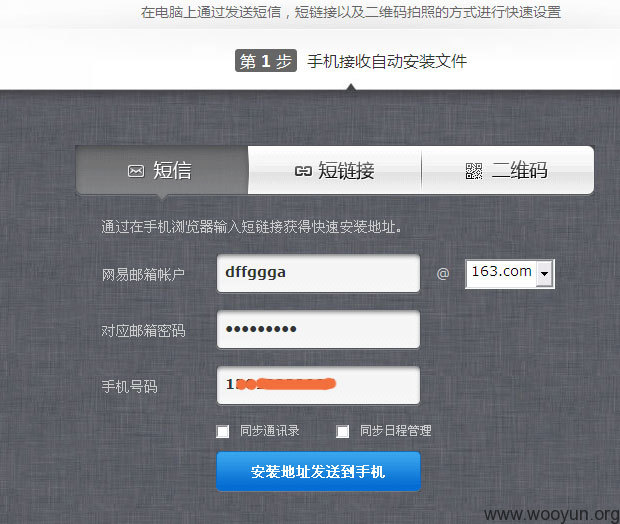 在电脑上通过发送短信，短链接以及二维码拍照的方式进行快速设置
第 1 步 手机接收自动安装文件
短信 短链接 二维码
通过在手机浏览器输入短链接获得快速安装地址。
网易邮箱帐户 dffggga @ 163.com
对应邮箱密码 ●●●●●●●●●
手机号码 1
同步通讯录 同步日程管理
安装地址发送到手机
www.wooyun.org